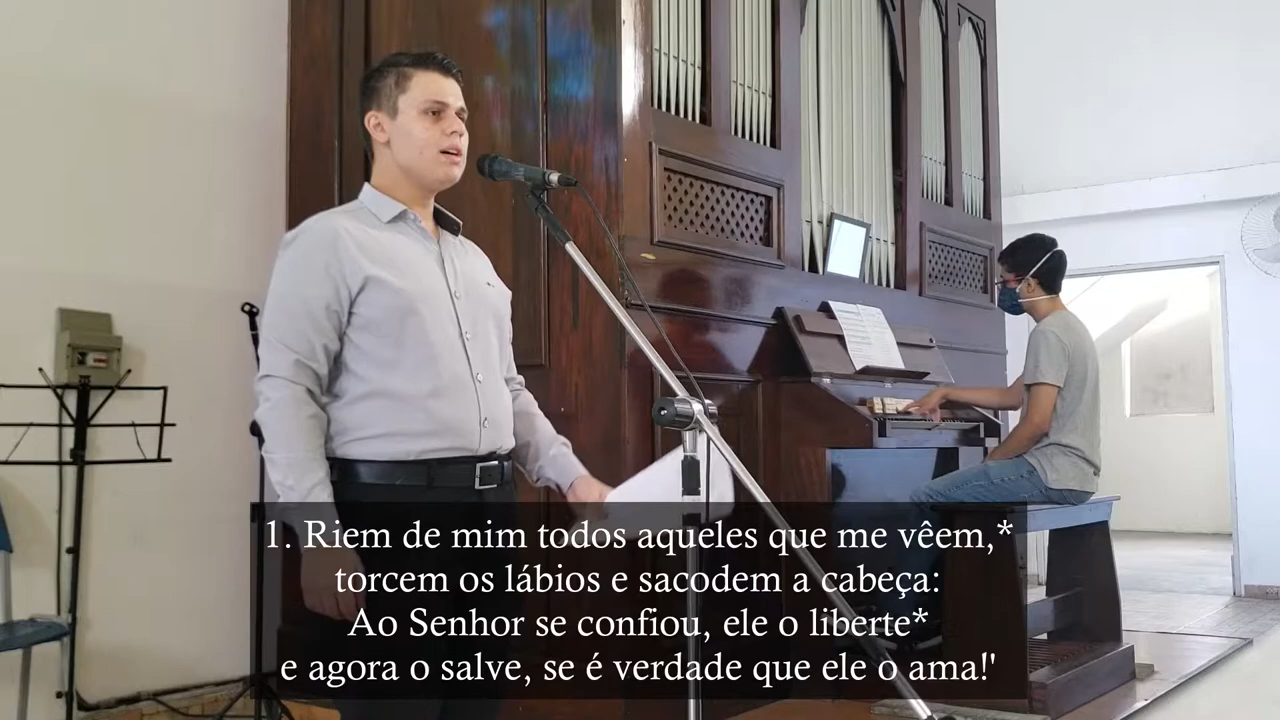 1. Riem de mim todos aqueles que me vêem,*
torcem os lábios e sacodem a cabeça:
Ao Senhor se confiou, ele o liberte*
e agora o salve, se é verdade que ele o ama!'